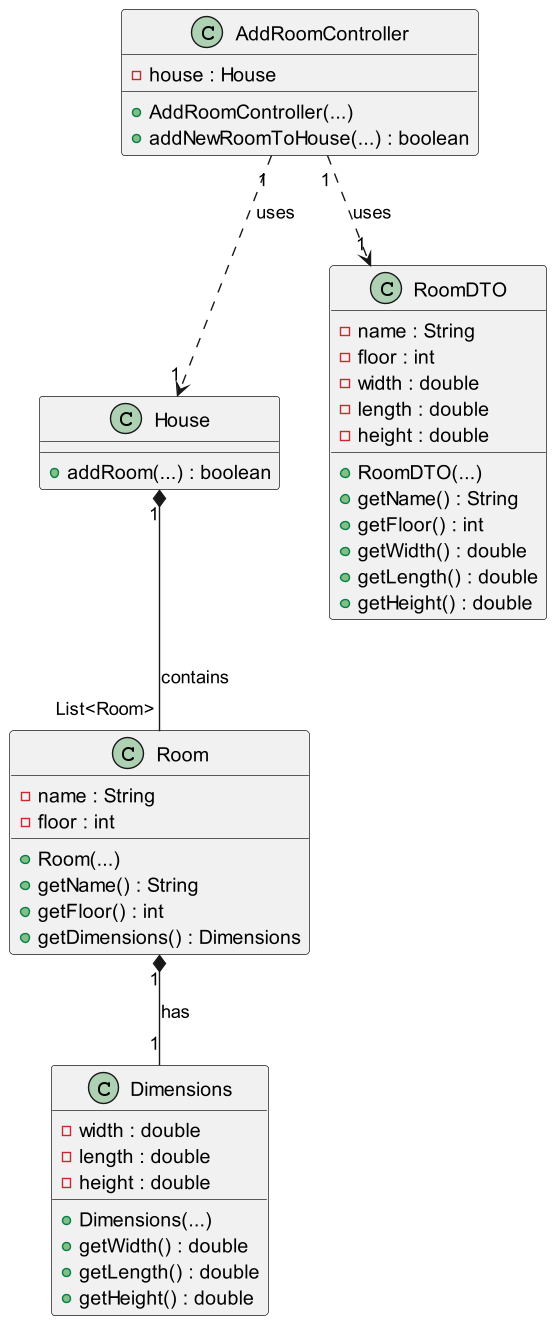 C AddRoomController
house : House
AddRoomController(...)
addNewRoomToHouse(...) : boolean
1
1
uses
uses
1
1
C RoomDTO
name : String
floor : int
width : double
length : double
height : double
RoomDTO(...)
getName() : String
getFloor() : int
getWidth() : double
getLength() : double
getHeight() : double
C House
addRoom(...) : boolean
1
contains
List<Room>
C Room
name : String
floor : int
Room(...)
getName() : String
getFloor() : int
getDimensions() : Dimensions
1
has
1
C Dimensions
width : double
length : double
height : double
Dimensions(...)
getWidth() : double
getLength() : double
getHeight() : double